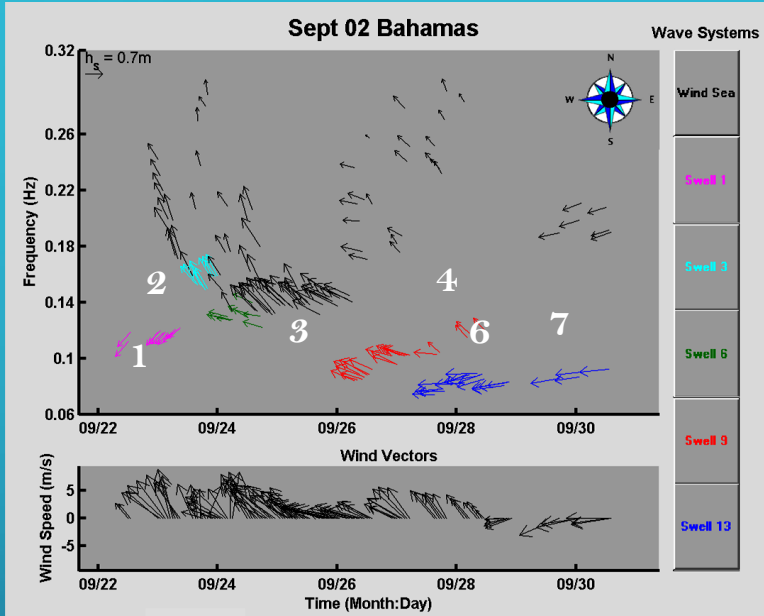 Sept 02 Bahamas
Wave Systems
0.32
hs = 0.7m
N
W E
S
Wind Sea
0.26
Swell 1
0.22
Frequency (Hz)
0.18
Swell 3
2
4
0.14
3
6
7
Swell 6
1
0.1
Swell 9
0.06
09/22 09/24 09/26 09/28 09/30
Wind Vectors
Swell 13
Wind Speed (m/s)
5
0
-5
09/22 09/24 09/26 09/28 09/30
Time (Month:Day)